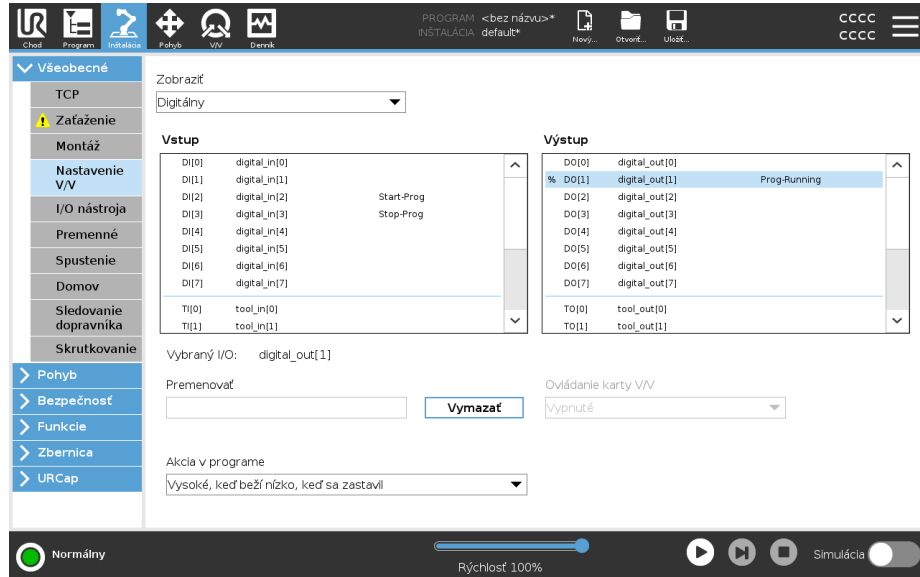 UR
Chod
Program
Inštalácia
Pohyb
V/V
Denník
PROGRAM <bez názvu>*
INŠTALÁCIA default*
Nový...
Otvoriť...
Uložiť...
CCCC
CCCC
Všeobecné
TCP
Zaťaženie
Montáž
Nastavenie
V/V
I/O nástroja
Premenné
Spustenie
Domov
Sledovanie
dopravníka
Skrutkovanie
Pohyb
Bezpečnosť
Funkcie
Zbernica
URCap
Zobraziť
Digitálny
Vstup
DI[0] digital_in[0]
DI[1] digital_in[1]
DI[2] digital_in[2] Start-Prog
DI[3] digital_in[3] Stop-Prog
DI[4] digital_in[4]
DI[5] digital_in[5]
DI[6] digital_in[6]
DI[7] digital_in[7]
TI[0] tool_in[0]
TI[1] tool_in[1]
Výstup
DO[0] digital_out[0]
% DO[1] digital_out[1] Prog-Running
DO[2] digital_out[2]
DO[3] digital_out[3]
DO[4] digital_out[4]
DO[5] digital_out[5]
DO[6] digital_out[6]
DO[7] digital_out[7]
TO[0] tool_out[0]
TO[1] tool_out[1]
Vybraný I/O: digital_out[1]
Premenovať
Vymazať
Ovládanie karty V/V
Vypnuté
Akcia v programe
Vysoké, keď beží nízko, keď sa zastavil
Normálny
Rýchlosť 100%
Simulácia